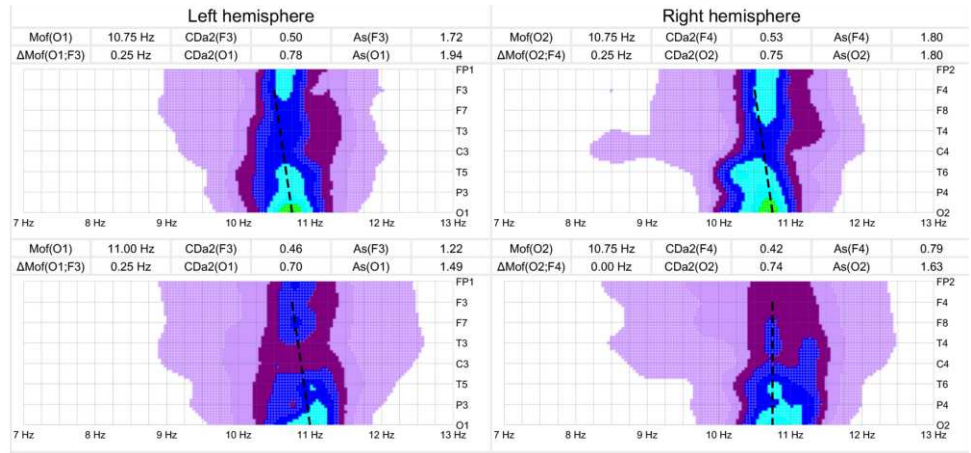 Left hemisphere
Right hemisphere
Mof(O1) 10.75 Hz CDa2(F3) 0.50 As(F3) 1.72
Mof(O2) 10.75 Hz CDa2(F4) 0.53 As(F4) 1.80
ΔMof(O1;F3) 0.25 Hz CDa2(O1) 0.78 As(O1) 1.94
ΔMof(O2;F4) 0.25 Hz CDa2(O2) 0.75 As(O2) 1.80
FP1
F3
F7
T3
C3
T5
P3
O1
7 Hz 8 Hz 9 Hz 10 Hz 11 Hz 12 Hz 13 Hz
FP2
F4
F8
T4
C4
T6
P4
O2
7 Hz 8 Hz 9 Hz 10 Hz 11 Hz 12 Hz 13 Hz
Mof(O1) 11.00 Hz CDa2(F3) 0.46 As(F3) 1.22
Mof(O2) 10.75 Hz CDa2(F4) 0.42 As(F4) 0.79
ΔMof(O1;F3) 0.25 Hz CDa2(O1) 0.70 As(O1) 1.49
ΔMof(O2;F4) 0.00 Hz CDa2(O2) 0.74 As(O2) 1.63
FP1
F3
F7
T3
C3
T5
P3
O1
7 Hz 8 Hz 9 Hz 10 Hz 11 Hz 12 Hz 13 Hz
FP2
F4
F8
T4
C4
T6
P4
O2
7 Hz 8 Hz 9 Hz 10 Hz 11 Hz 12 Hz 13 Hz